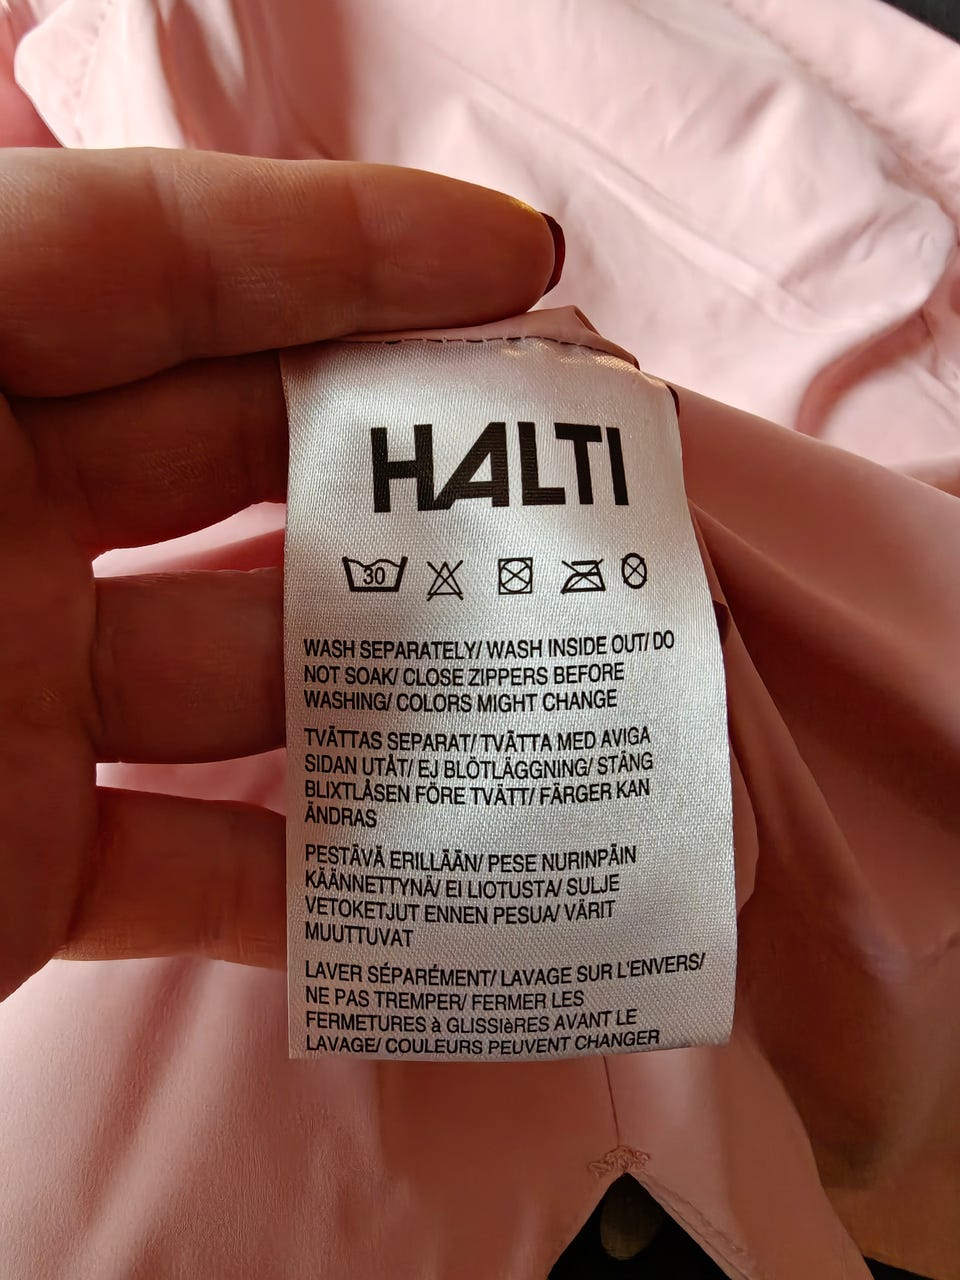 HALTI
30
WASH SEPARATELY/ WASH INSIDE OUT/ DO
NOT SOAK/ CLOSE ZIPPERS BEFORE
WASHING/ COLORS MIGHT CHANGE
TVÄTTAS SEPARAT/ TVÄTTA MED AVIGA
SIDAN UTÅT/ EJ BLÖTLÄGGNING/ STÄNG
BLIXTLÅSEN FÖRE TVÄTT/ FÄRGER KAN
ÄNDRAS
PESTÄVÄ ERILLÄÄN/ PESE NURINPÄIN
KÄÄNNETTYNÄ/ EI LIOTUSTA/ SULJE
VETOKETJUT ENNEN PESUA/ VÄRIT
MUUTTUVAT
LAVER SÉPARÉMENT/ LAVAGE SUR L'ENVERS/
NE PAS TREMPER/ FERMER LES
FERMETURES à GLISSIèRES AVANT LE
LAVAGE/ COULEURS PEUVENT CHANGER